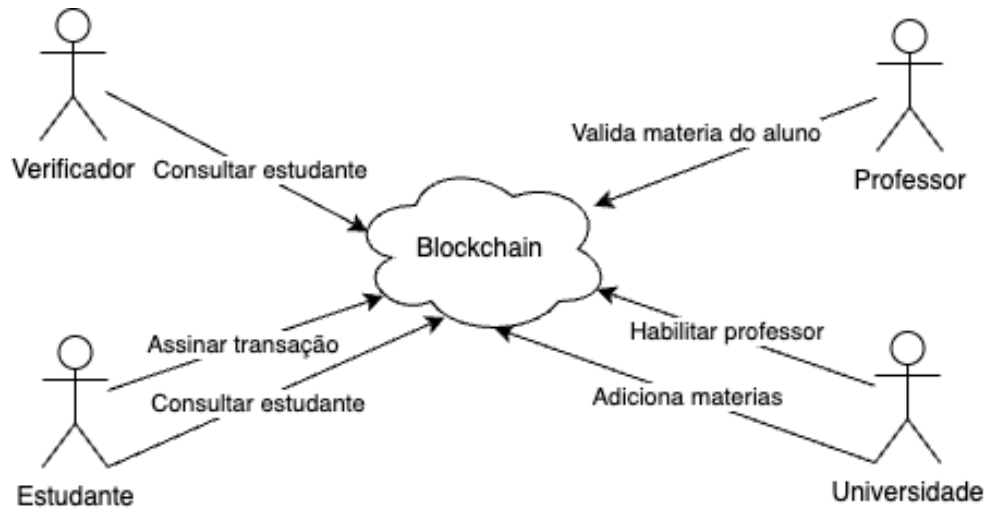 Valida materia do aluno
Verificador
Consultar estudante
Professor
Blockchain
Assinar transação
Habilitar professor
Consultar estudante
Adiciona materias
Estudante
Universidade